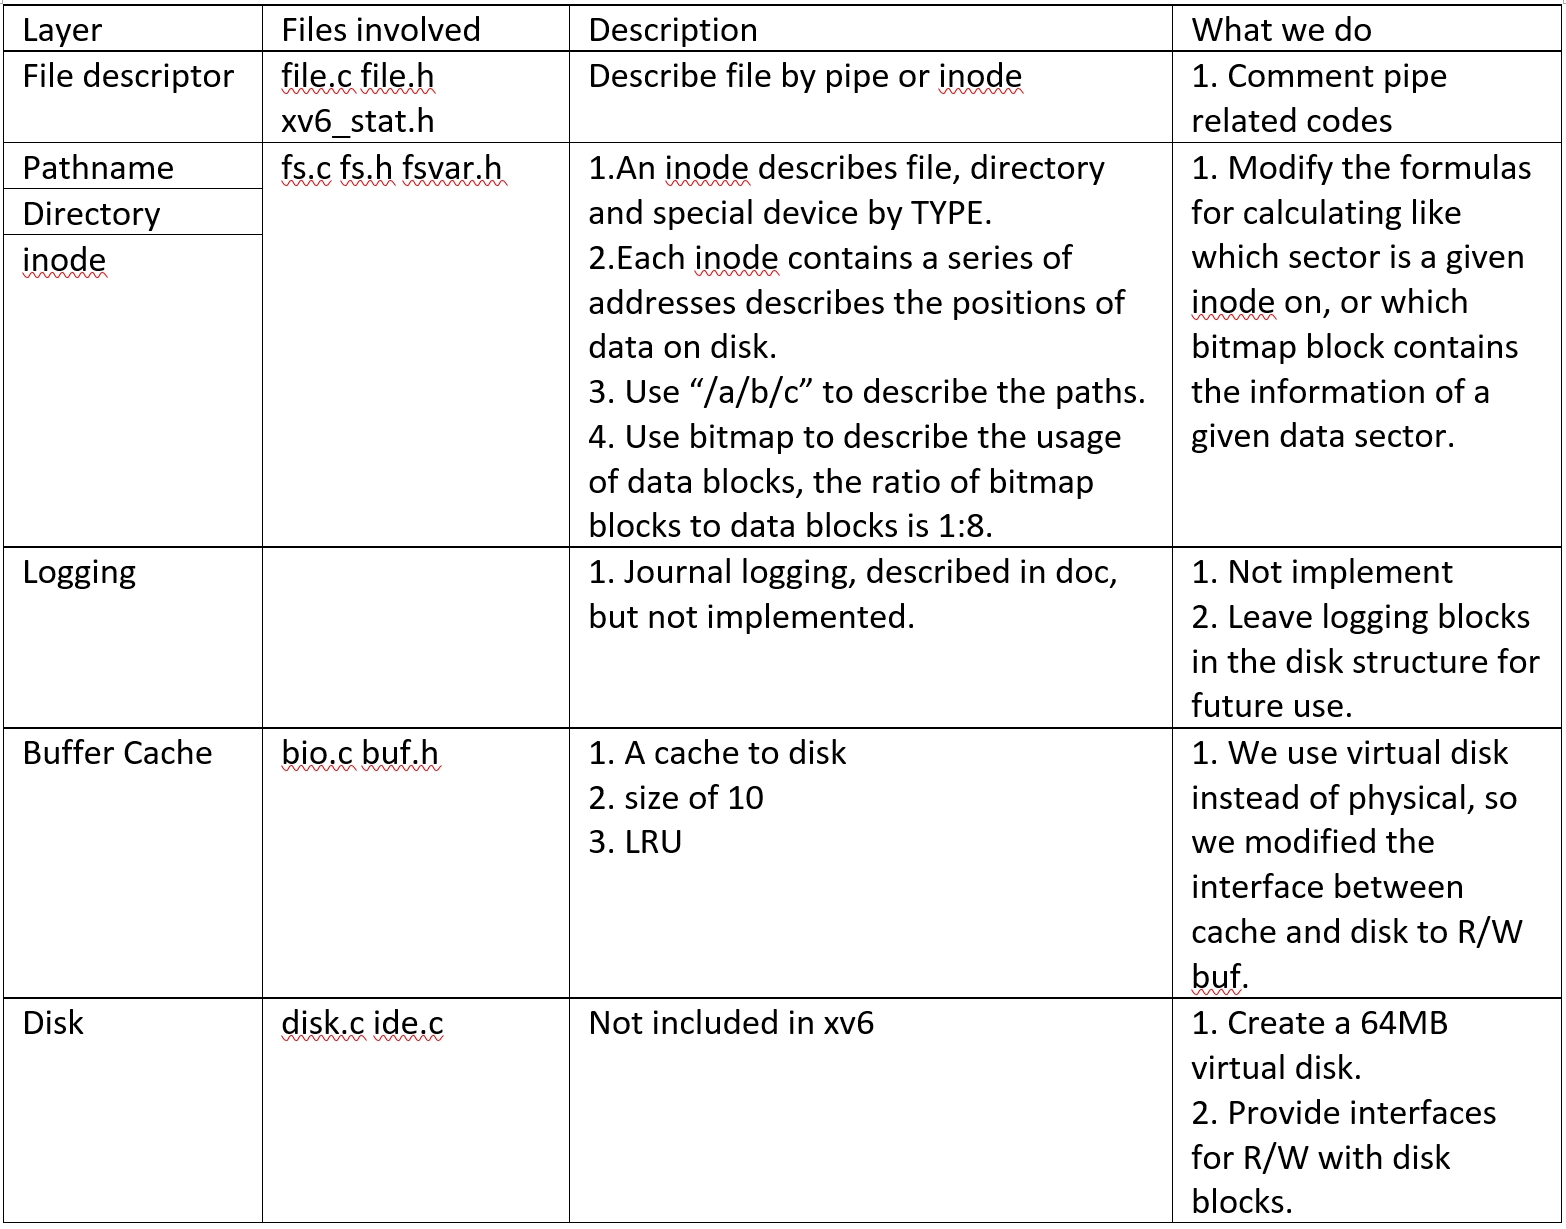 Layer
Files involved
Description
What we do
File descriptor
file.c file.h
xv6_stat.h
Describe file by pipe or inode
1. Comment pipe
related codes
Pathname
Directory
inode
fs.c fs.h fsvar.h
1.An inode describes file, directory
and special device by TYPE.
2.Each inode contains a series of
addresses describes the positions of
data on disk.
3. Use “/a/b/c” to describe the paths.
4. Use bitmap to describe the usage
of data blocks, the ratio of bitmap
blocks to data blocks is 1:8.
1. Modify the formulas
for calculating like
which sector is a given
inode on, or which
bitmap block contains
the information of a
given data sector.
Logging
1. Journal logging, described in doc,
but not implemented.
1. Not implement
2. Leave logging blocks
in the disk structure for
future use.
Buffer Cache
bio.c buf.h
1. A cache to disk
2. size of 10
3. LRU
1. We use virtual disk
instead of physical, so
we modified the
interface between
cache and disk to R/W
buf.
Disk
disk.c ide.c
Not included in xv6
1. Create a 64MB
virtual disk.
2. Provide interfaces
for R/W with disk
blocks.